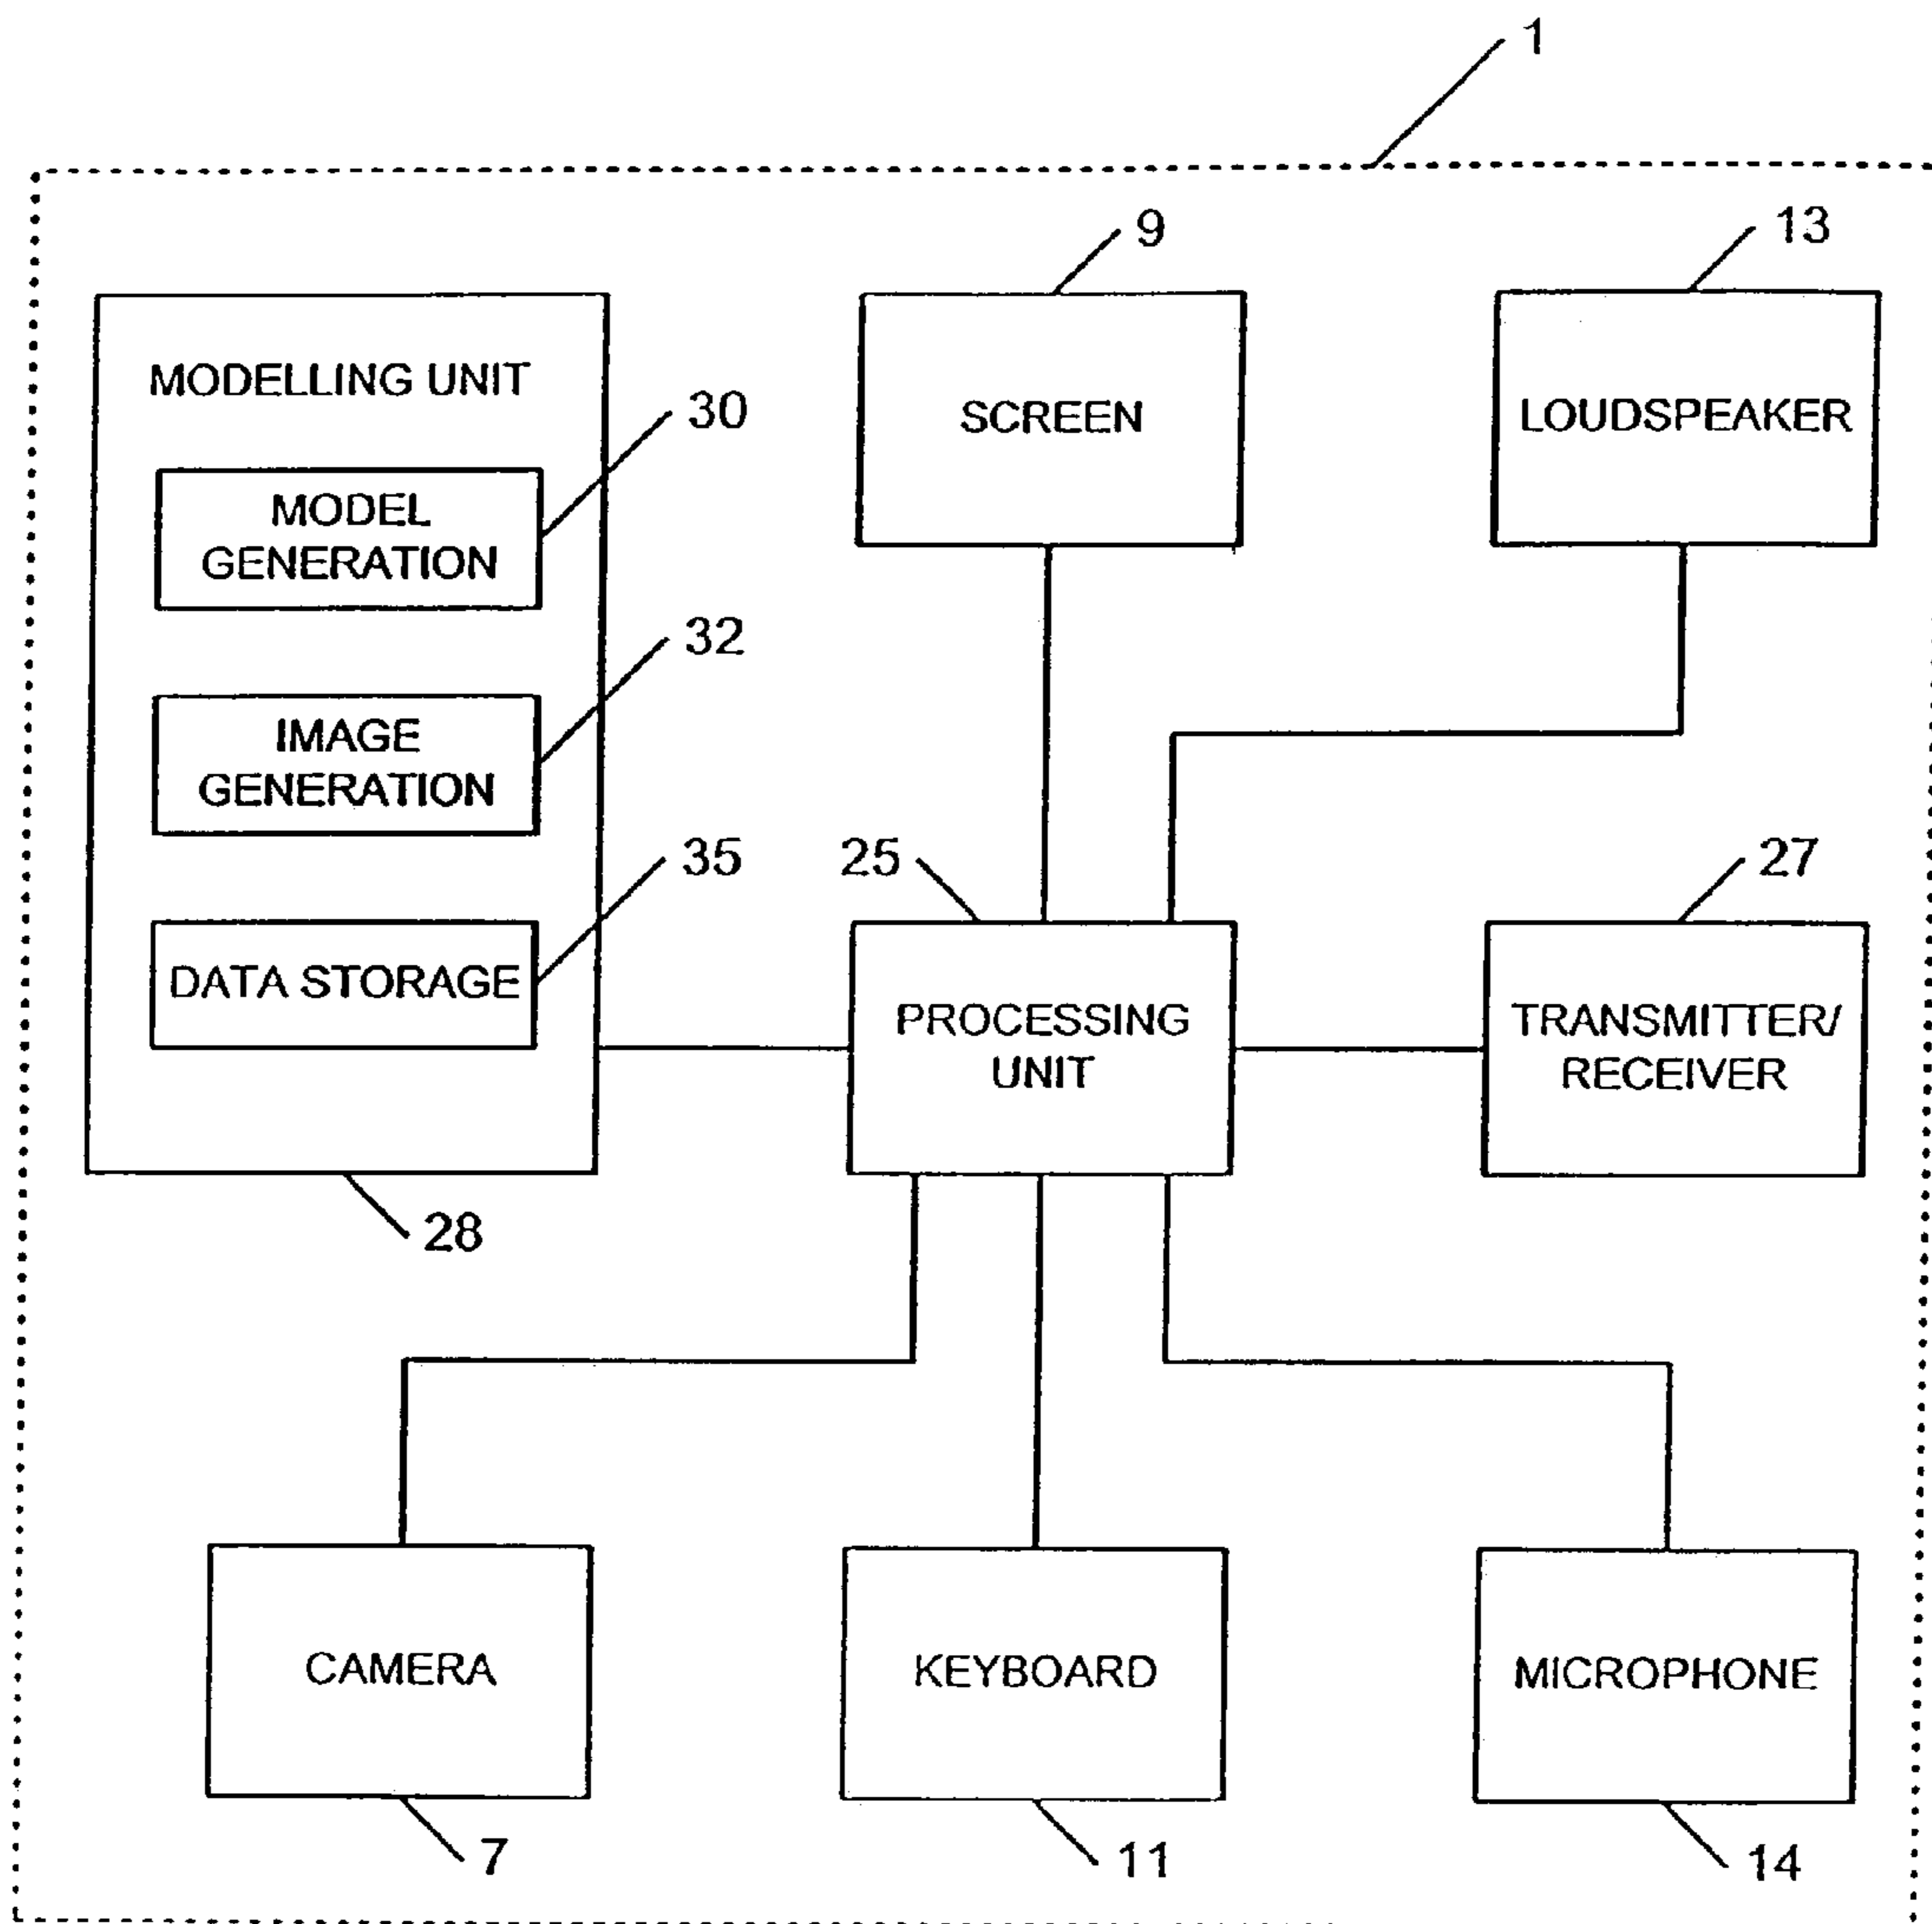 1
9
13
MODELLING UNIT
30
SCREEN
LOUDSPEAKER
MODEL
GENERATION
32
IMAGE
GENERATION
35
25
27
DATA STORAGE
PROCESSING
UNIT
TRANSMITTER/
RECEIVER
28
CAMERA
KEYBOARD
MICROPHONE
7
11
14